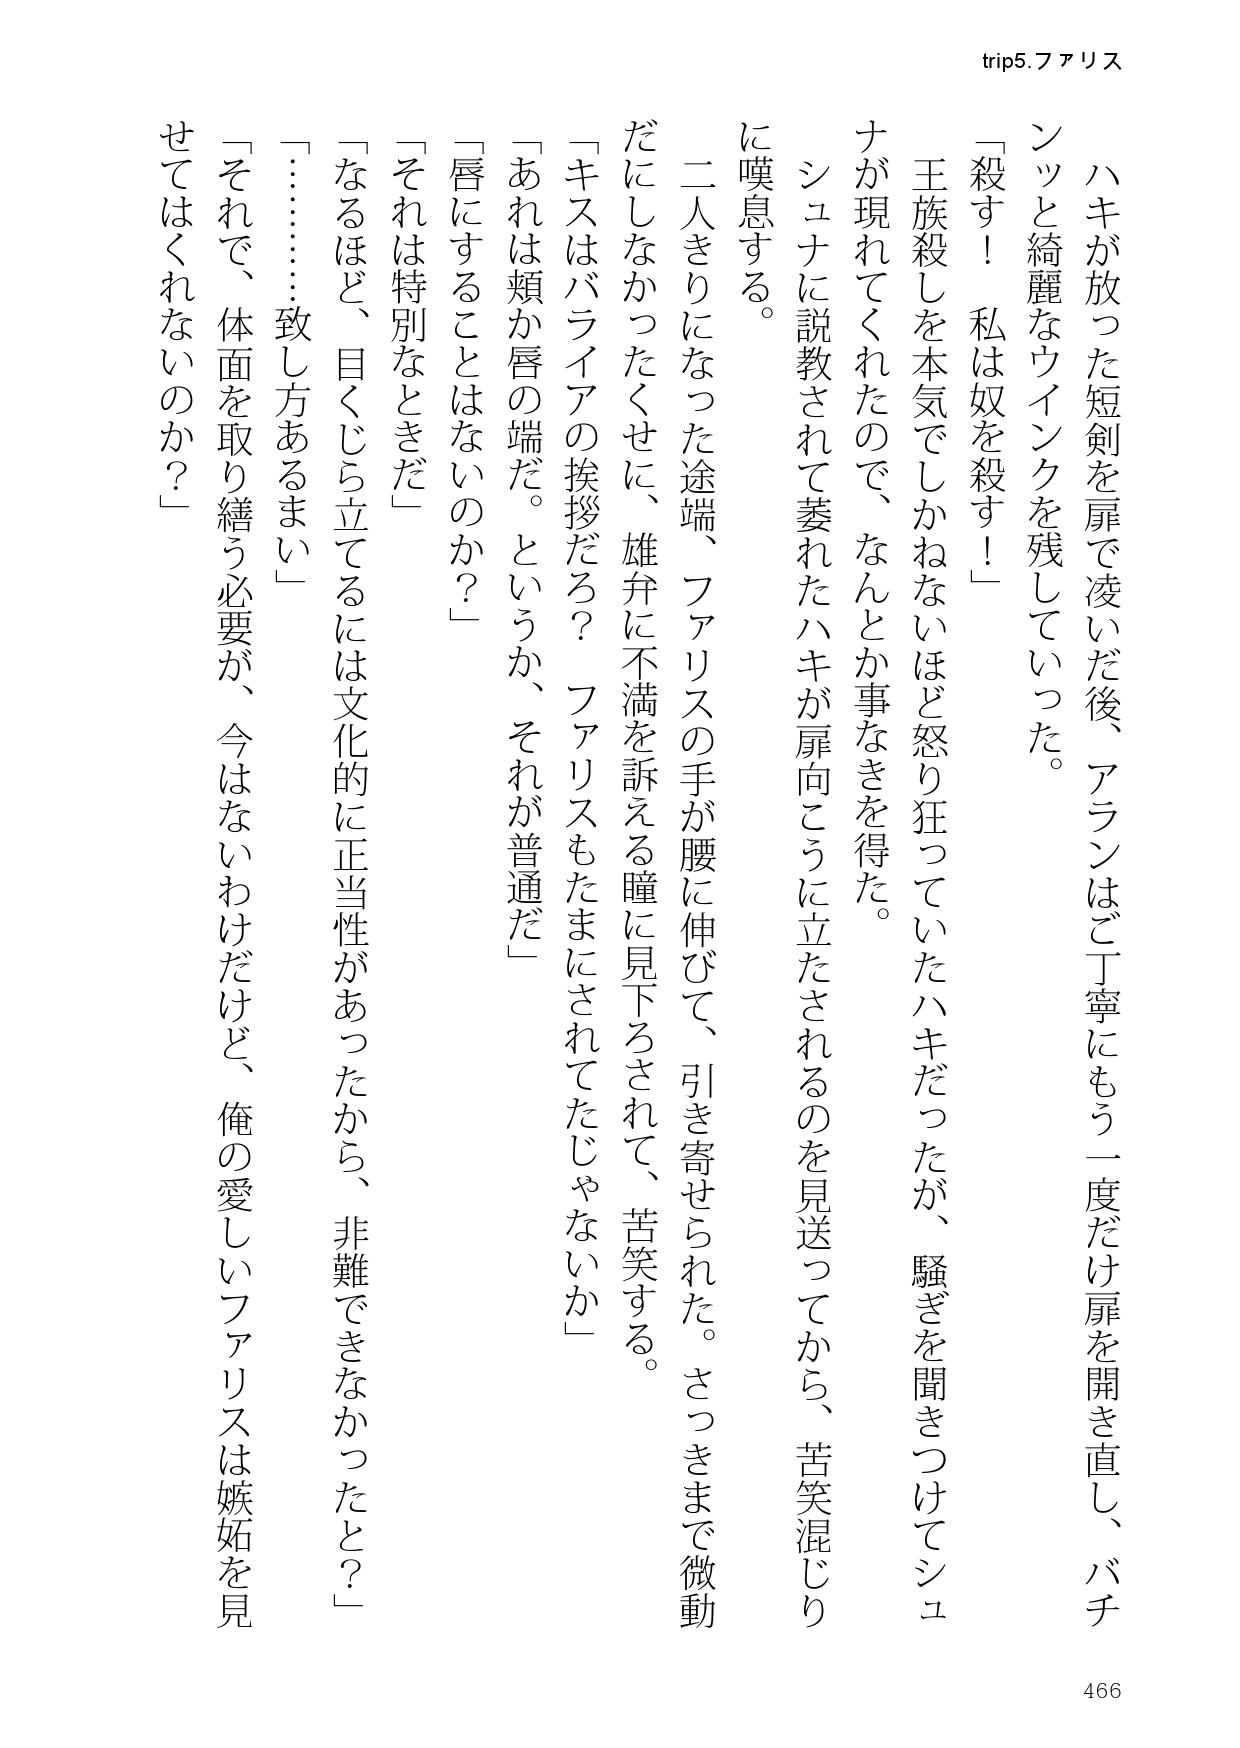 trip5.ファリス
　ハキが放った短剣を扉で凌いだ後、アランはご丁寧にもう一度だけ扉を開き直し、バチ
ンッと綺麗なウインクを残していった。
「殺す！　私は奴を殺す！」
　王族殺しを本気でしかねないほど怒り狂っていたハキだったが、騒ぎを聞きつけてシュ
ナが現れてくれたので、なんとか事なきを得た。
　シュナに説教されて萎れたハキが扉向こうに立たされるのを見送ってから、苦笑混じり
に嘆息する。
　二人きりになった途端、ファリスの手が腰に伸びて、引き寄せられた。さっきまで微動
だにしなかったくせに、雄弁に不満を訴える瞳に見下ろされて、苦笑する。
「キスはバライアの挨拶だろ？　ファリスもたまにされてたじゃないか」
「あれは頬か唇の端だ。というか、それが普通だ」
「唇にすることはないのか？」
「それは特別なときだ」
「なるほど、目くじら立てるには文化的に正当性があったから、非難できなかったと？」
「…………致し方あるまい」
「それで、体面を取り繕う必要が、今はないわけだけど、俺の愛しいファリスは嫉妬を見
せてはくれないのか？」
466